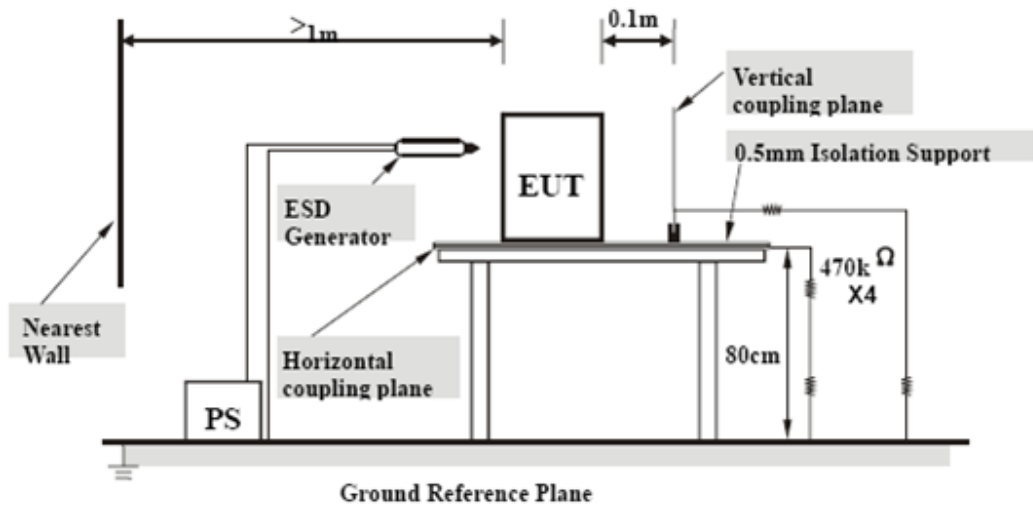 >1m
0.1m
Vertical
coupling plane
0.5mm Isolation Support
EUT
ESD
Generator
470k Ω
X4
Nearest
Wall
Horizontal
coupling plane
80cm
PS
Ground Reference Plane